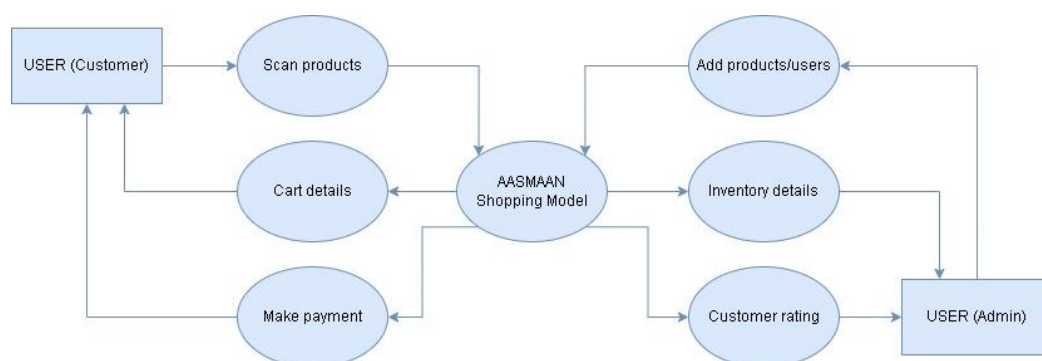 USER (Customer)
Scan products
Add products/users
Cart details
AASMAAN
Shopping Model
Inventory details
Make payment
Customer rating
USER (Admin)